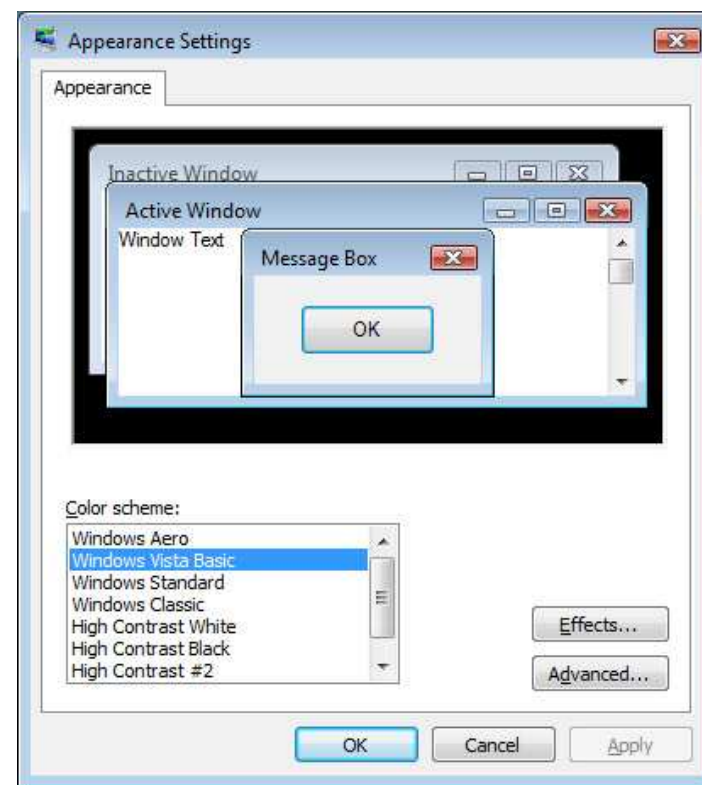 Appearance Settings
Appearance
Inactive Window
Active Window
Window Text
Message Box
OK
Color scheme:
Windows Aero
Windows Vista Basic
Windows Standard
Windows Classic
High Contrast White
High Contrast Black
High Contrast #2
Effects...
Advanced...
OK Cancel Apply